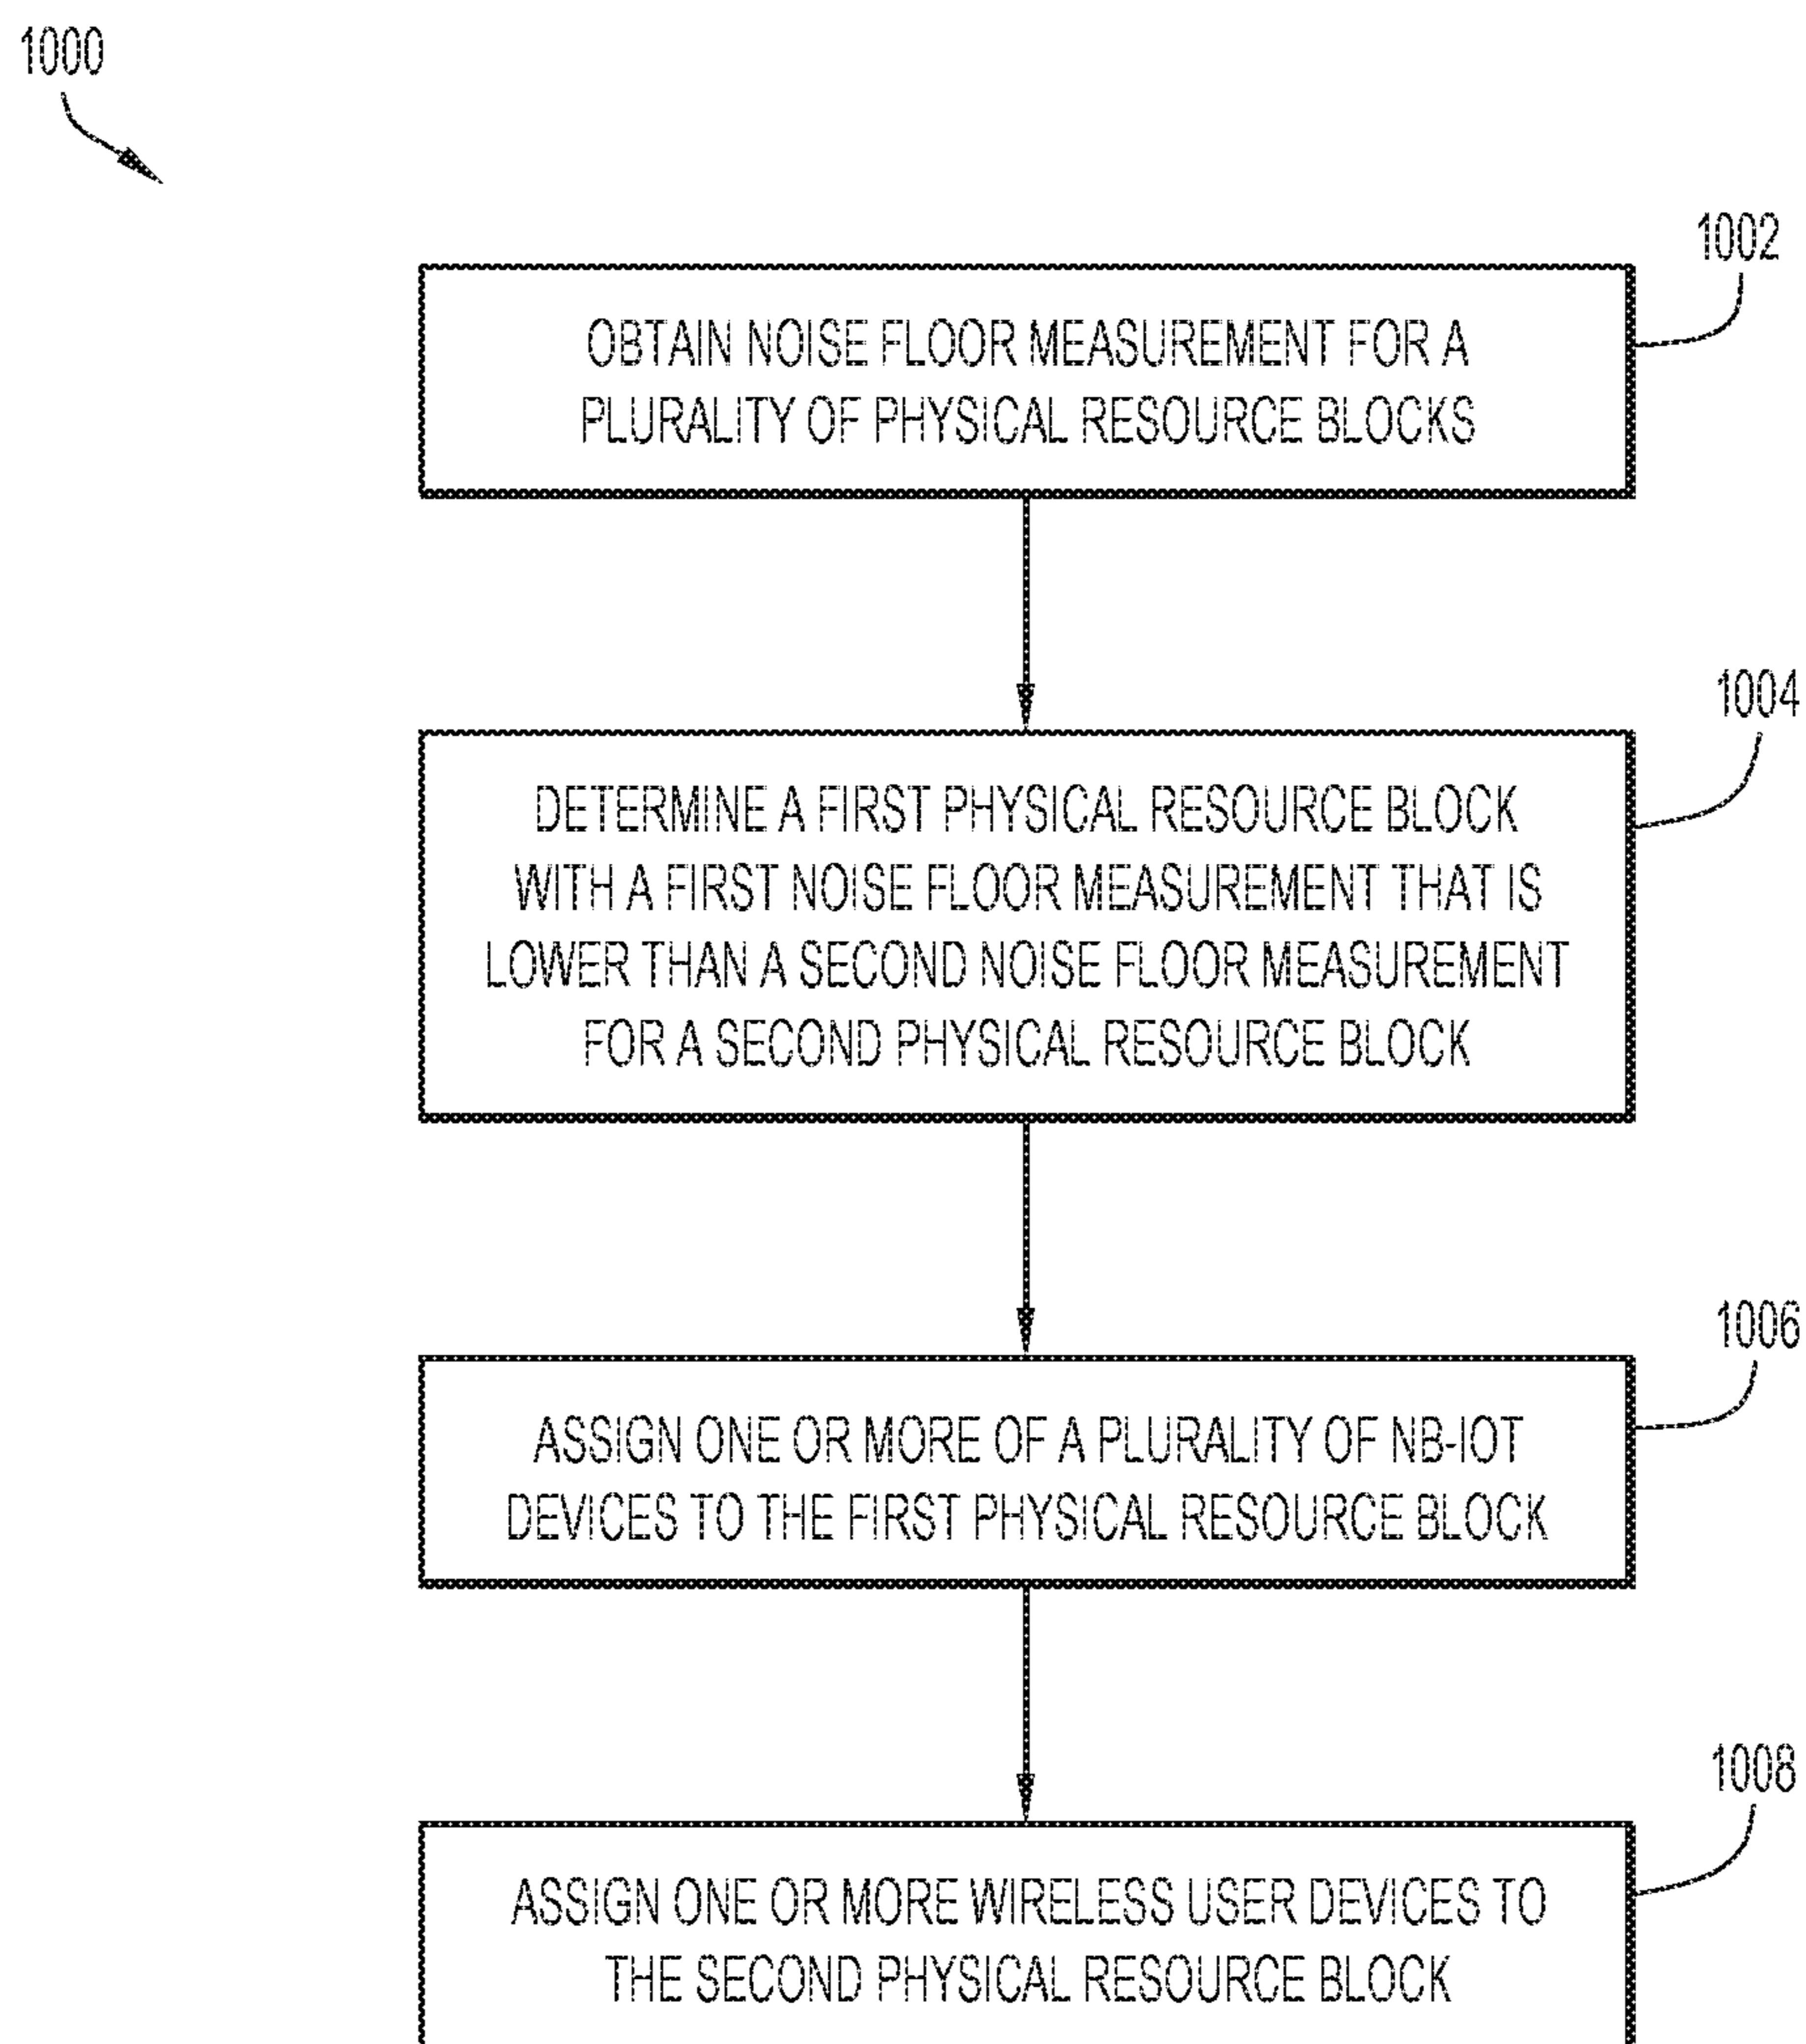 1000
1002
OBTAIN NOISE FLOOR MEASUREMENT FOR A
PLURALITY OF PHYSICAL RESOURCE BLOCKS
1004
DETERMINE A FIRST PHYSICAL RESOURCE BLOCK
WITH A FIRST NOISE FLOOR MEASUREMENT THAT IS
LOWER THAN A SECOND NOISE FLOOR MEASUREMENT
FOR A SECOND PHYSICAL RESOURCE BLOCK
1006
ASSIGN ONE OR MORE OF A PLURALITY OF NB-IOT
DEVICES TO THE FIRST PHYSICAL RESOURCE BLOCK
1008
ASSIGN ONE OR MORE WIRELESS USER DEVICES TO
THE SECOND PHYSICAL RESOURCE BLOCK